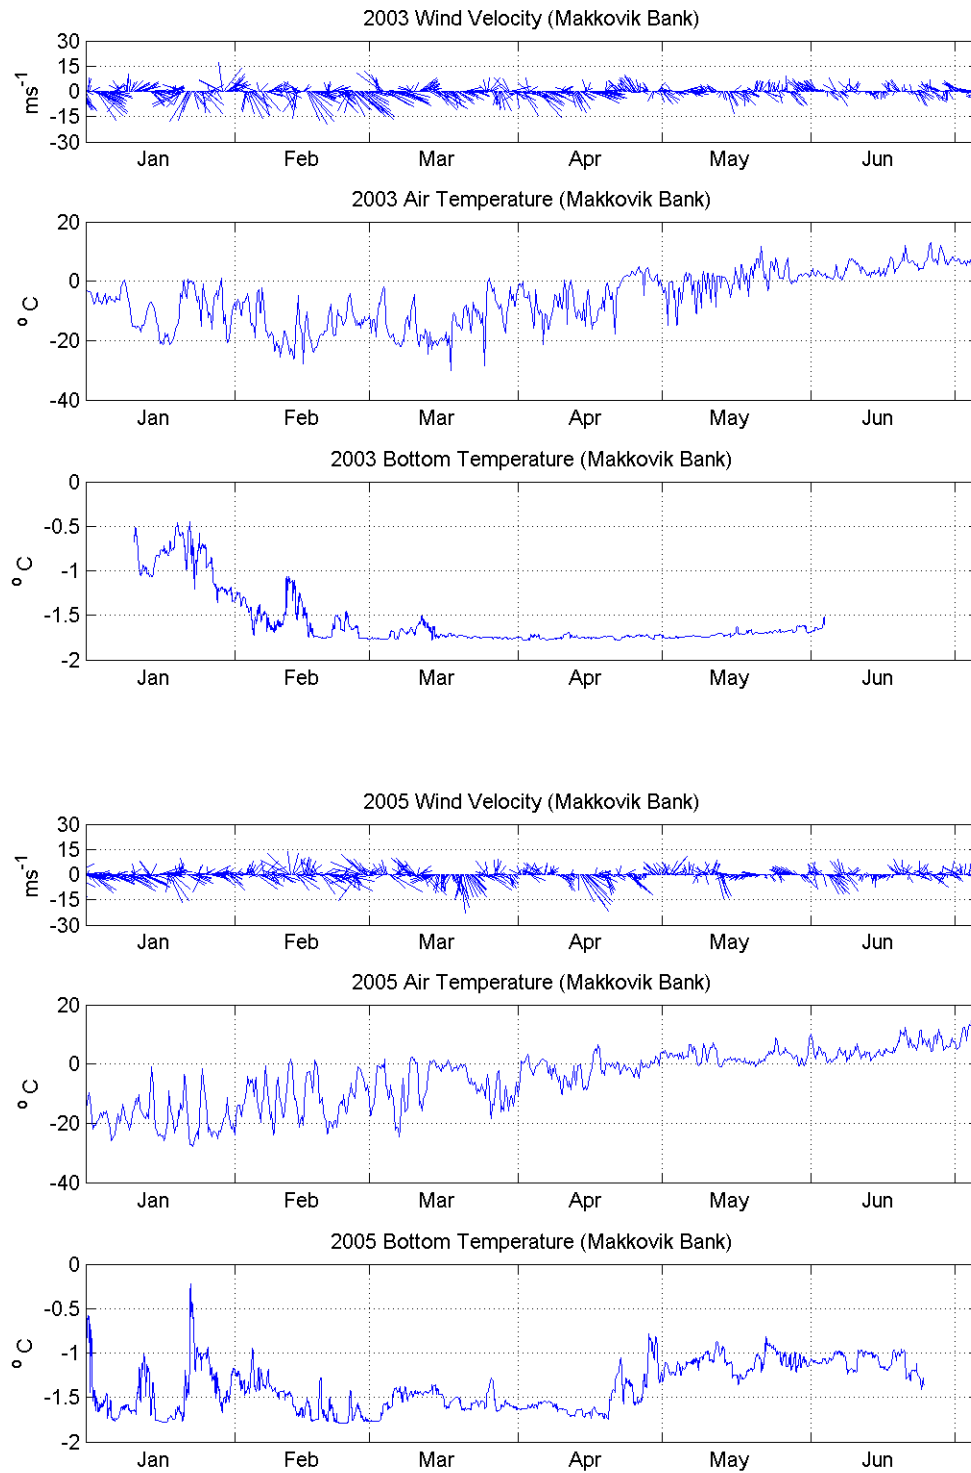 2003 Wind Velocity (Makkovik Bank)
30
15
0
-15
-30
ms-1
Jan Feb Mar Apr May Jun
2003 Air Temperature (Makkovik Bank)
20
0
-20
-40
º C
Jan Feb Mar Apr May Jun
2003 Bottom Temperature (Makkovik Bank)
0
-0.5
-1
-1.5
-2
º C
Jan Feb Mar Apr May Jun
2005 Wind Velocity (Makkovik Bank)
30
15
0
-15
-30
ms-1
Jan Feb Mar Apr May Jun
2005 Air Temperature (Makkovik Bank)
20
0
-20
-40
º C
Jan Feb Mar Apr May Jun
2005 Bottom Temperature (Makkovik Bank)
0
-0.5
-1
-1.5
-2
º C
Jan Feb Mar Apr May Jun